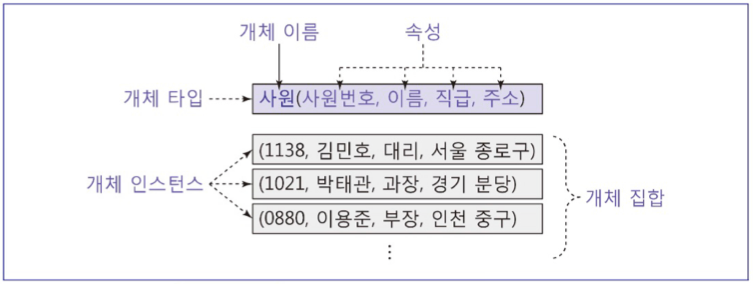 개체 이름 속성
개체 타입 사원(사원번호, 이름, 직급, 주소)
(1138, 김민호, 대리, 서울 종로구)
개체 인스턴스 (1021, 박태관, 과장, 경기 분당) 개체 집합
(0880, 이용준, 부장, 인천 중구)
⋮